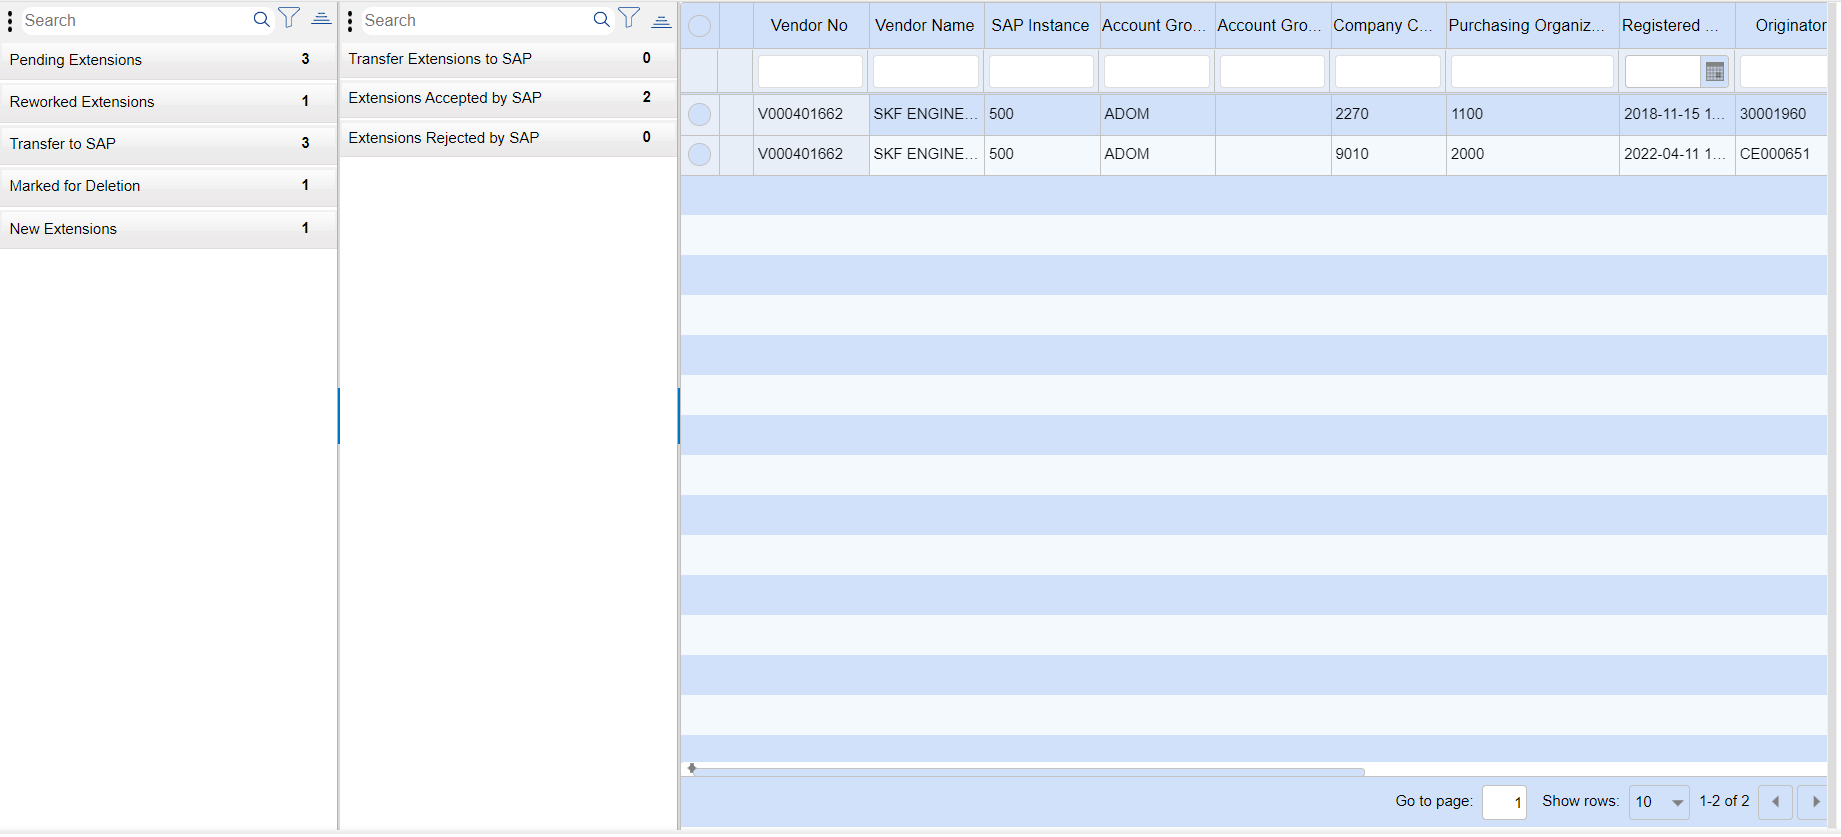 Search
Pending Extensions 3
Reworked Extensions 1
Transfer to SAP 3
Marked for Deletion 1
New Extensions 1
Search
Transfer Extensions to SAP 0
Extensions Accepted by SAP 2
Extensions Rejected by SAP 0
Vendor No Vendor Name SAP Instance Account Gro... Account Gro... Company C... Purchasing Organiz... Registered ... Originator
V000401662 SKF ENGINE... 500 ADOM 2270 1100 2018-11-15 1... 30001960
V000401662 SKF ENGINE... 500 ADOM 9010 2000 2022-04-11 1... CE000651
Go to page: 1 Show rows: 10 1-2 of 2